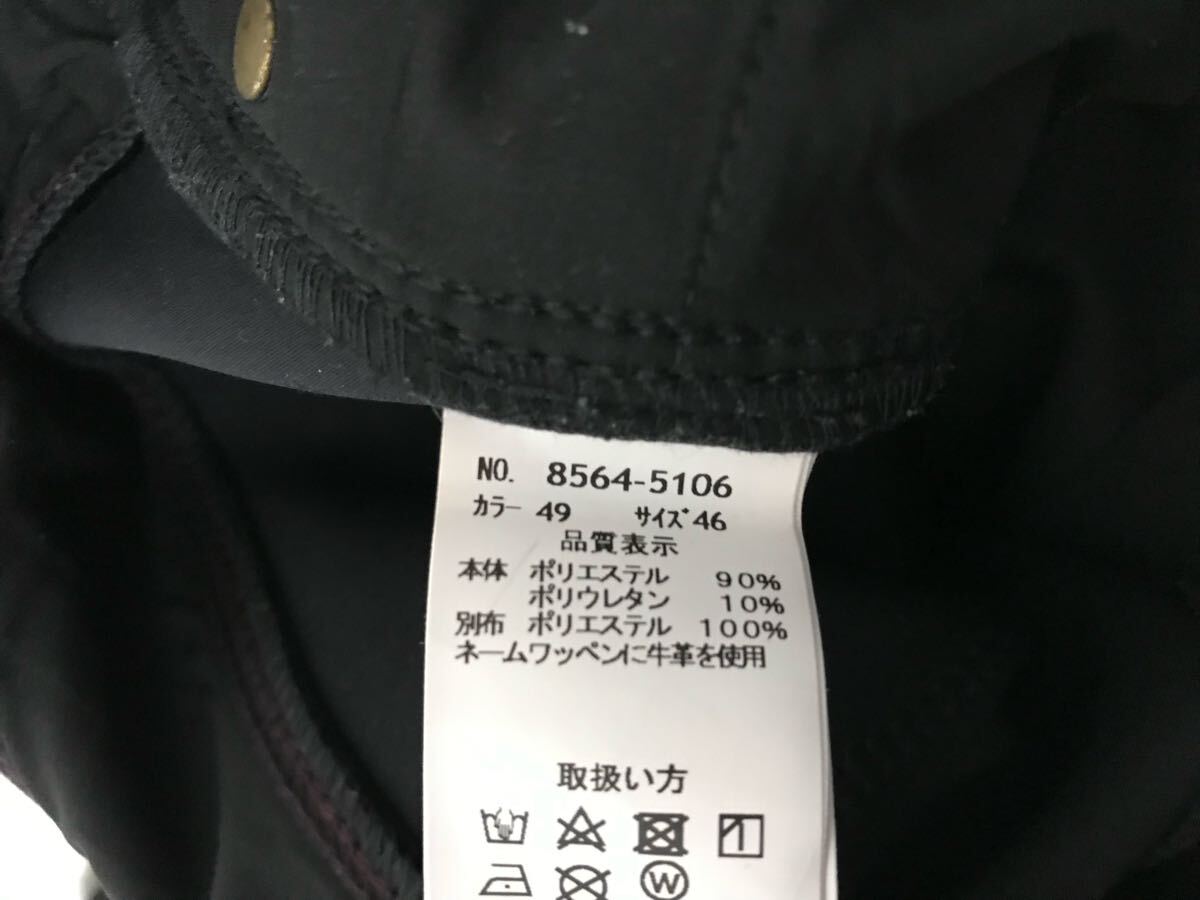 NO. 8564-5106
カラー 49 サイズ 46
品質表示
本体 ポリエステル 90%
ポリウレタン 10%
別布 ポリエステル 100%
ネームワッペンに牛革を使用
取扱い方
W